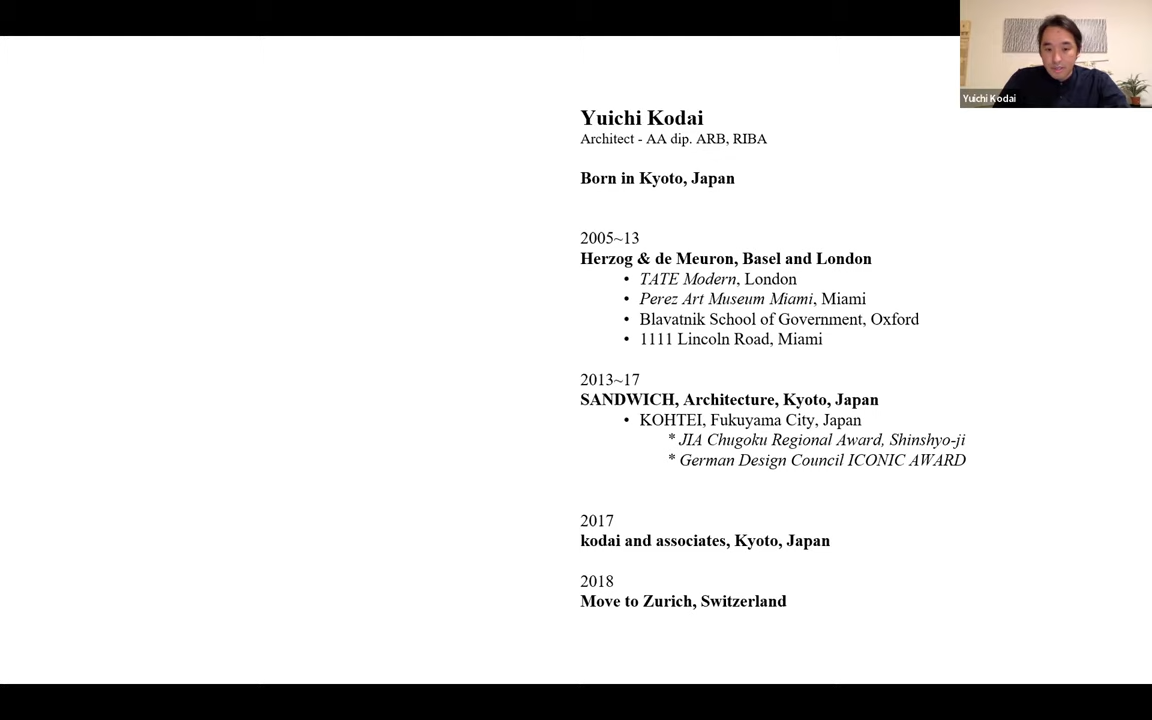 Yuichi Kodai
Architect - AA dip. ARB, RIBA
Born in Kyoto, Japan
2005~13
Herzog & de Meuron, Basel and London
• TATE Modern, London
• Perez Art Museum Miami, Miami
• Blavatnik School of Government, Oxford
• 1111 Lincoln Road, Miami
2013~17
SANDWICH, Architecture, Kyoto, Japan
• KOHTEI, Fukuyama City, Japan
* JIA Chugoku Regional Award, Shinshyo-ji
* German Design Council ICONIC AWARD
2017
kodai and associates, Kyoto, Japan
2018
Move to Zurich, Switzerland
Yuichi Kodai